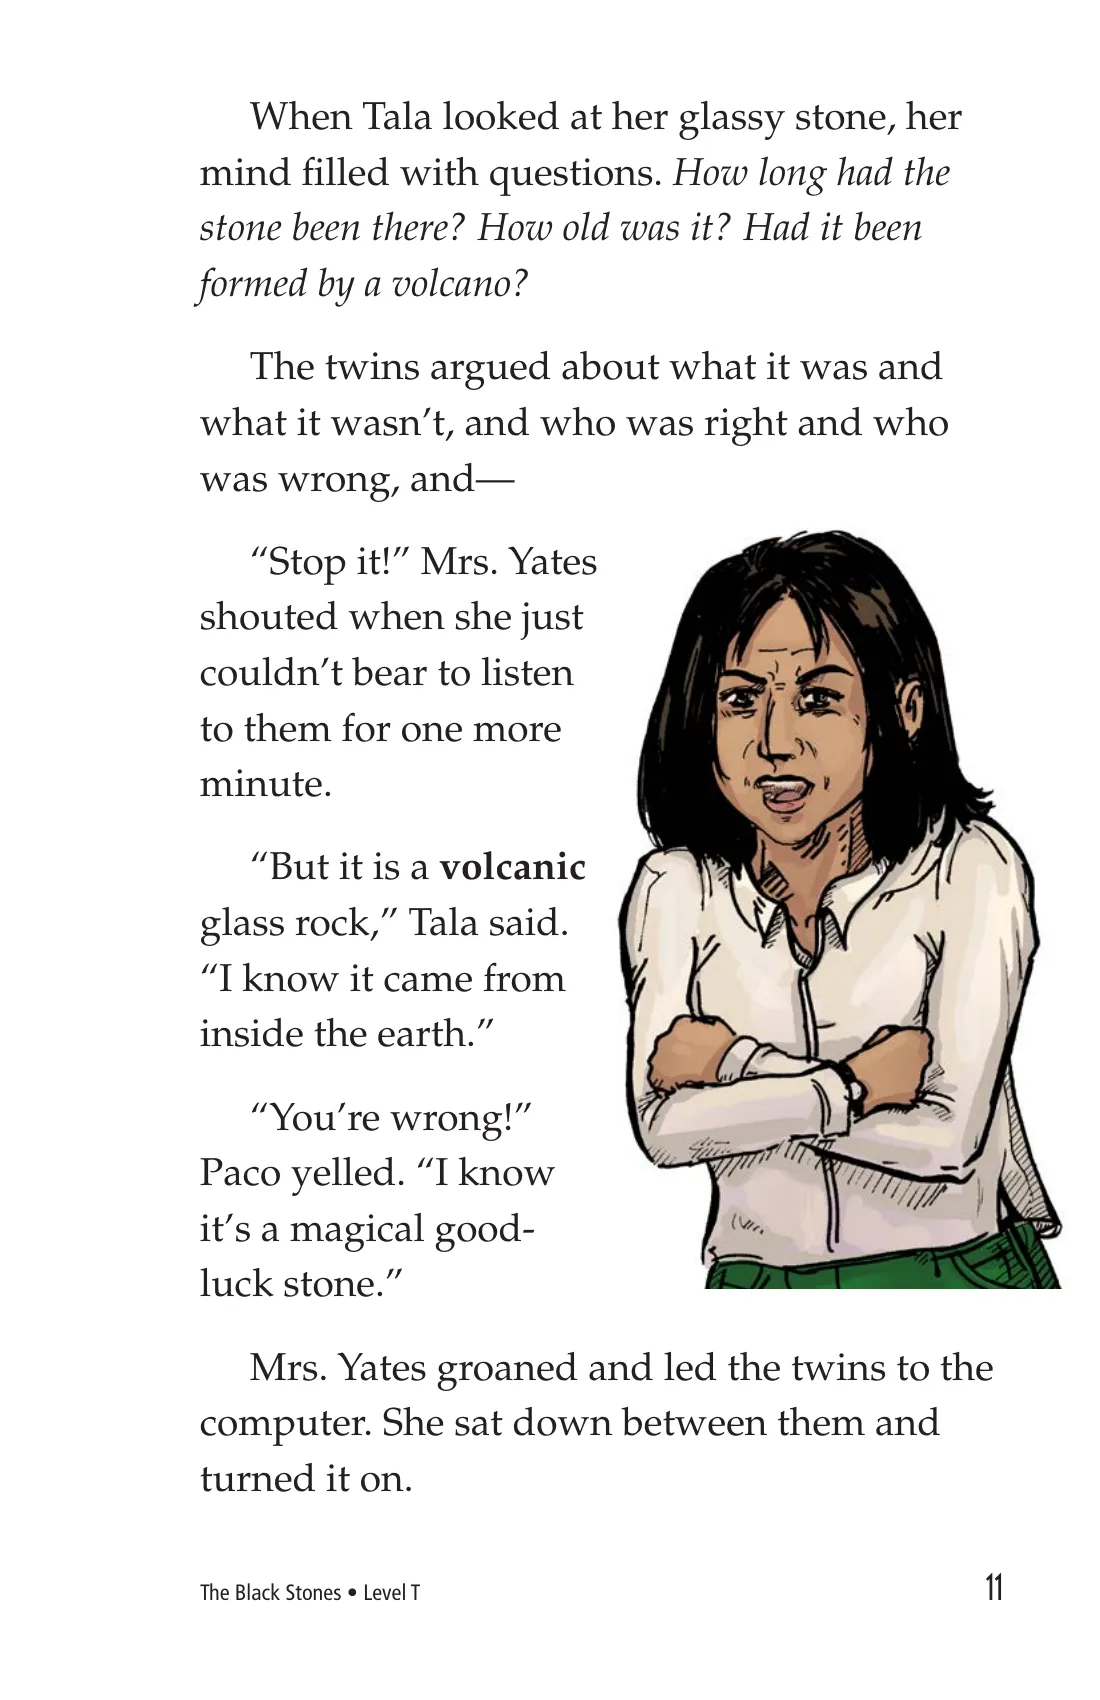 When Tala looked at her glassy stone, her
mind filled with questions. How long had the
stone been there? How old was it? Had it been
formed by a volcano?
The twins argued about what it was and
what it wasn’t, and who was right and who
was wrong, and—
“Stop it!” Mrs. Yates
shouted when she just
couldn’t bear to listen
to them for one more
minute.
“But it is a volcanic
glass rock,” Tala said.
“I know it came from
inside the earth.”
“You’re wrong!”
Paco yelled. “I know
it’s a magical good-
luck stone.”
Mrs. Yates groaned and led the twins to the
computer. She sat down between them and
turned it on.
The Black Stones • Level T 11